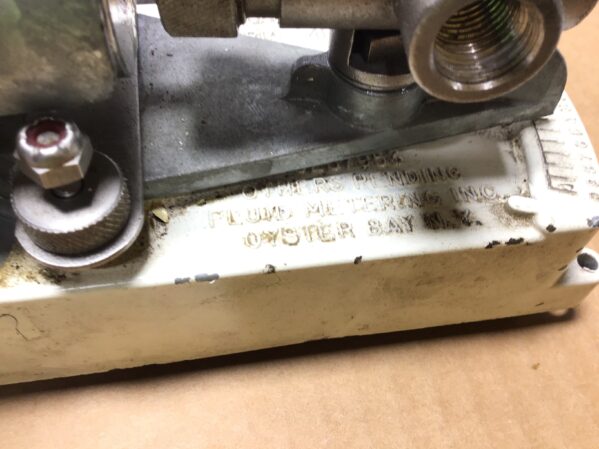 OTHERS PENDING
FLUID METERING INC.
OYSTER BAY N.Y.